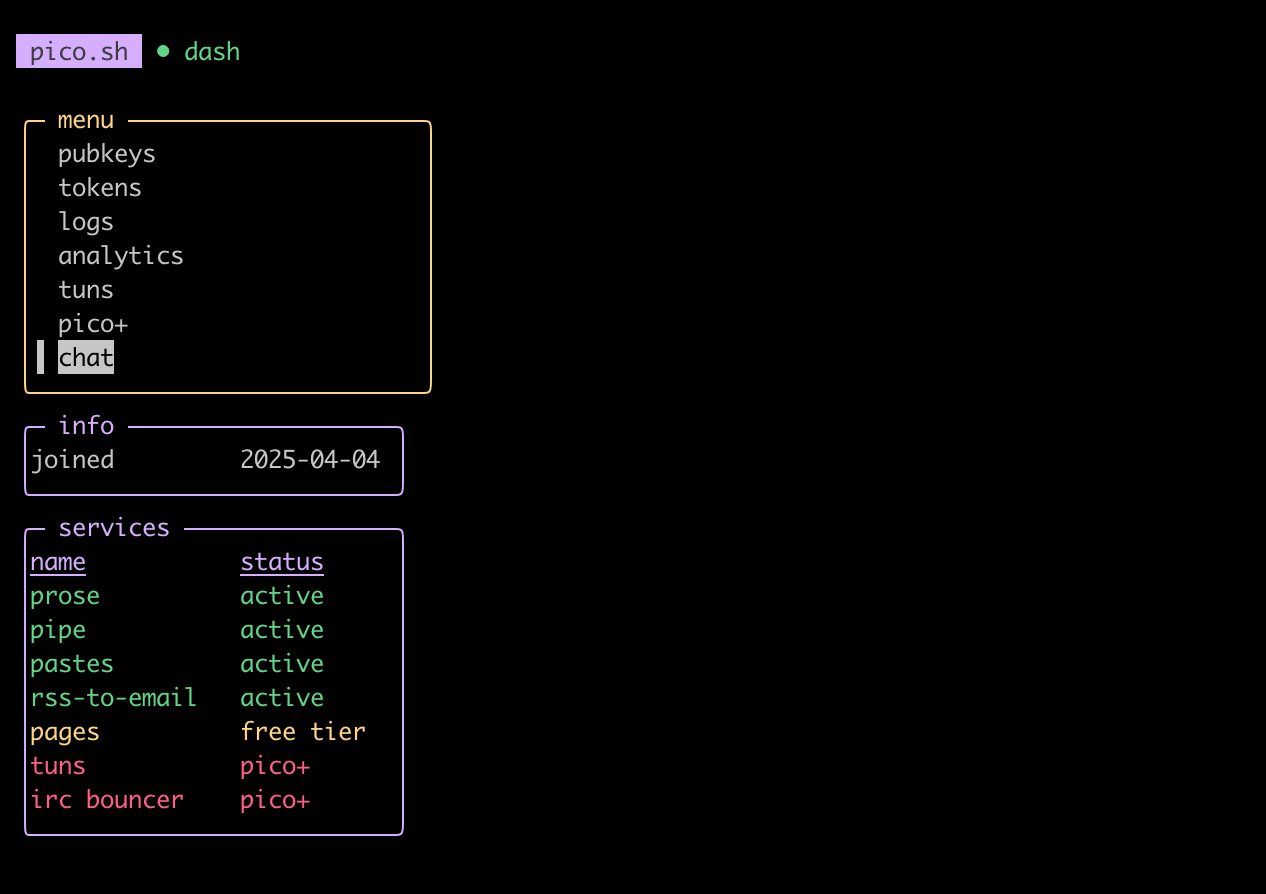 pico.sh • dash
menu
pubkeys
tokens
logs
analytics
tuns
pico+
chat
info
joined 2025-04-04
services
name status
prose active
pipe active
pastes active
rss-to-email active
pages free tier
tuns pico+
irc bouncer pico+